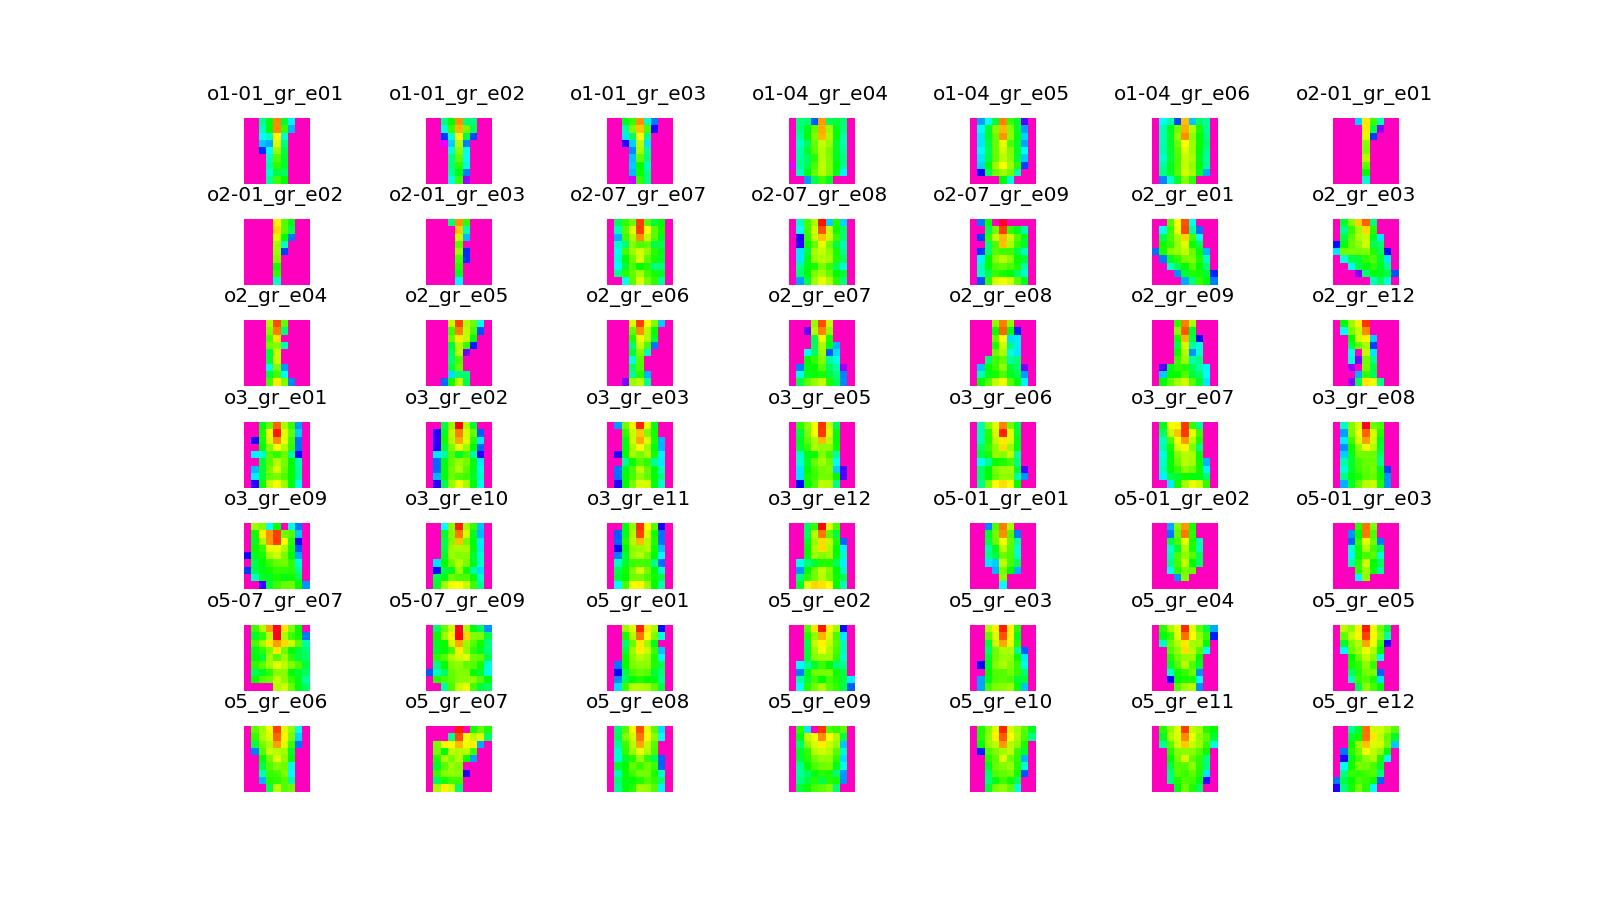 o1-01_gr_e01 o1-01_gr_e02 o1-01_gr_e03 o1-04_gr_e04 o1-04_gr_e05 o1-04_gr_e06 o2-01_gr_e01
o2-01_gr_e02 o2-01_gr_e03 o2-07_gr_e07 o2-07_gr_e08 o2-07_gr_e09 o2_gr_e01 o2_gr_e03
o2_gr_e04 o2_gr_e05 o2_gr_e06 o2_gr_e07 o2_gr_e08 o2_gr_e09 o2_gr_e12
o3_gr_e01 o3_gr_e02 o3_gr_e03 o3_gr_e05 o3_gr_e06 o3_gr_e07 o3_gr_e08
o3_gr_e09 o3_gr_e10 o3_gr_e11 o3_gr_e12 o5-01_gr_e01 o5-01_gr_e02 o5-01_gr_e03
o5-07_gr_e07 o5-07_gr_e09 o5_gr_e01 o5_gr_e02 o5_gr_e03 o5_gr_e04 o5_gr_e05
o5_gr_e06 o5_gr_e07 o5_gr_e08 o5_gr_e09 o5_gr_e10 o5_gr_e11 o5_gr_e12